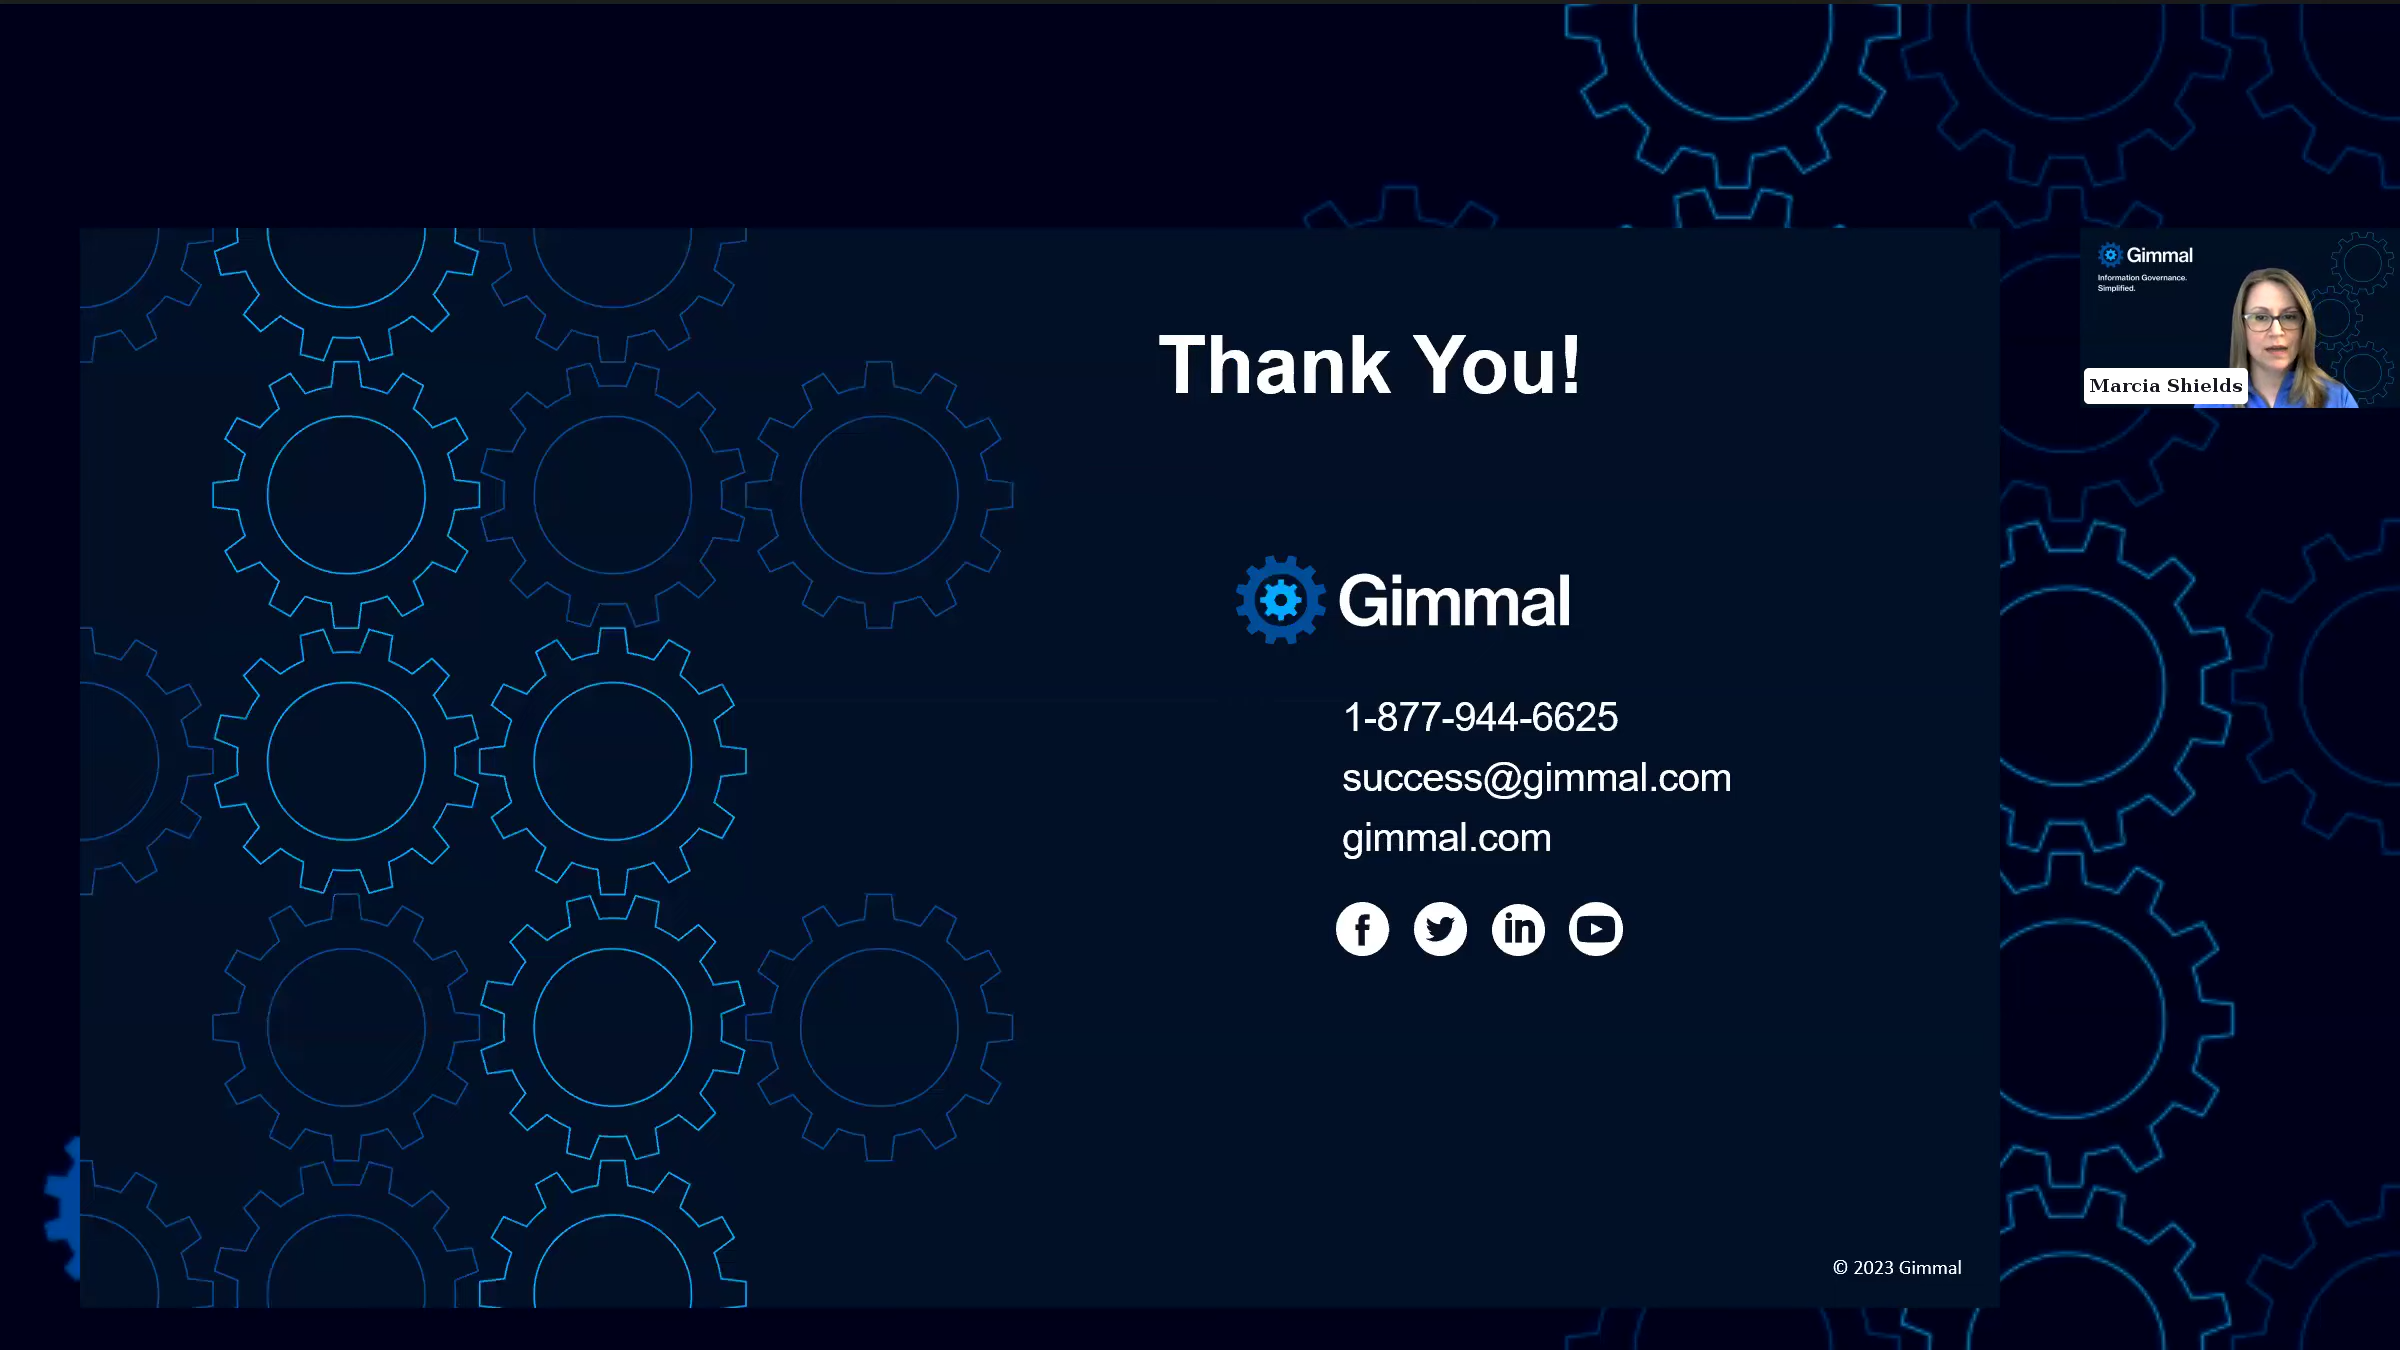 Thank You!
Gimmal
1-877-944-6625
success@gimmal.com
gimmal.com
© 2023 Gimmal
Gimmal
Information Governance.
Simplified.
Marcia Shields